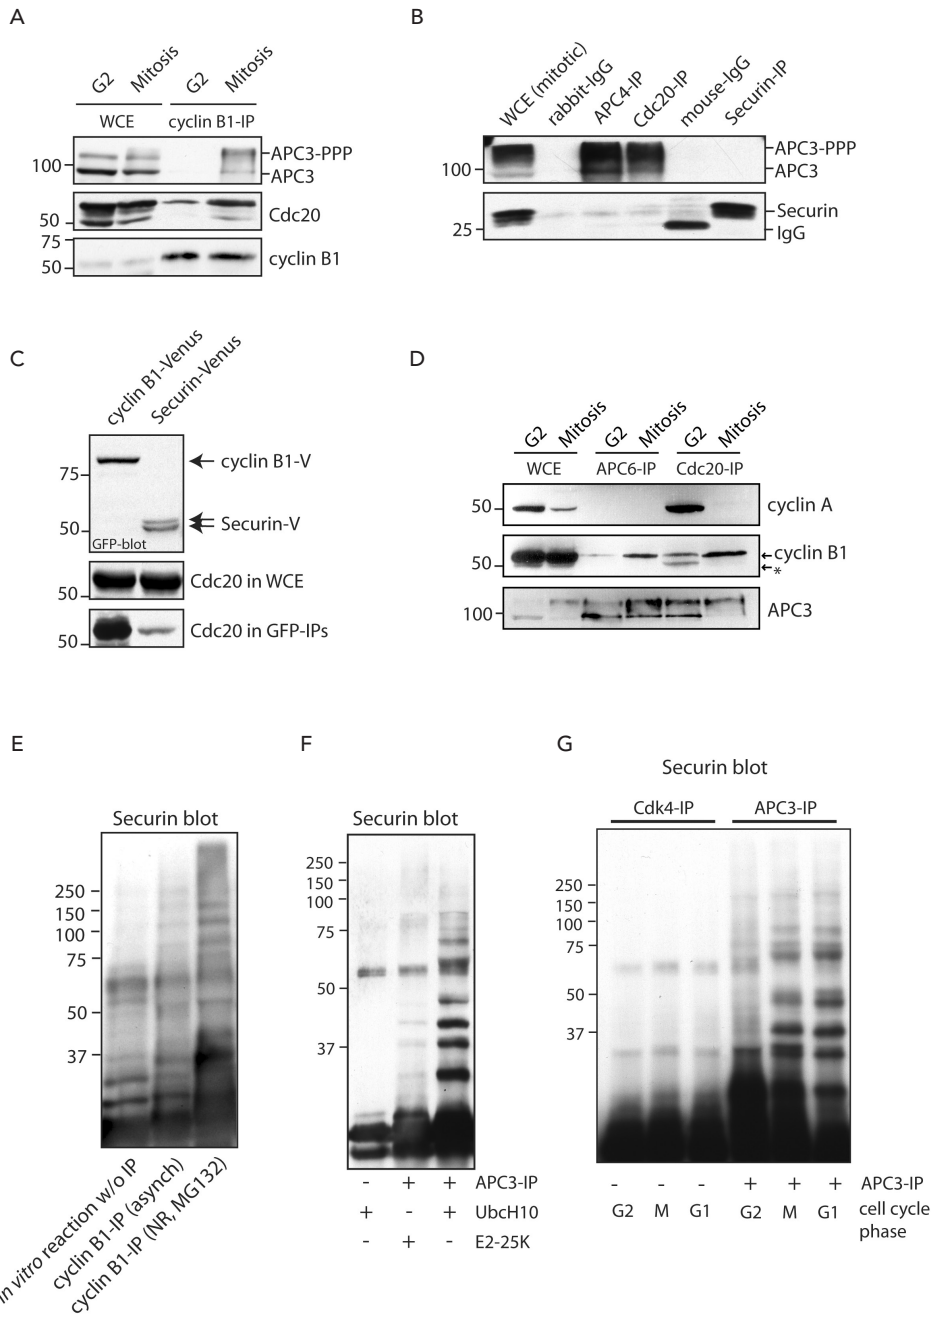 A
G2 Mitosis G2 Mitosis
WCE cyclin B1-IP
100
APC3-PPP
APC3
50
Cdc20
75
50
cyclin B1
B
WCE (mitotic)
rabbit-IgG
APC4-IP
Cdc20-IP
mouse-IgG
Securin-IP
100
APC3-PPP
APC3
25
Securin
IgG
C
cyclin B1-Venus
Securin-Venus
75
50
cyclin B1-V
Securin-V
GFP-blot
50
Cdc20 in WCE
50
Cdc20 in GFP-IPs
D
G2 Mitosis G2 Mitosis G2 Mitosis
WCE APC6-IP Cdc20-IP
50
cyclin A
50
cyclin B1
*
100
APC3
E
Securin blot
250
150
100
75
50
37
in vitro reaction w/o IP
cyclin B1-IP (asynch)
cyclin B1-IP (NR, MG132)
F
Securin blot
250
150
100
75
50
37
- + + APC3-IP
+ - + UbcH10
- + - E2-25K
G
Securin blot
Cdk4-IP APC3-IP
250
150
100
75
50
37
- - - + + + APC3-IP
G2 M G1 G2 M G1 cell cycle
phase